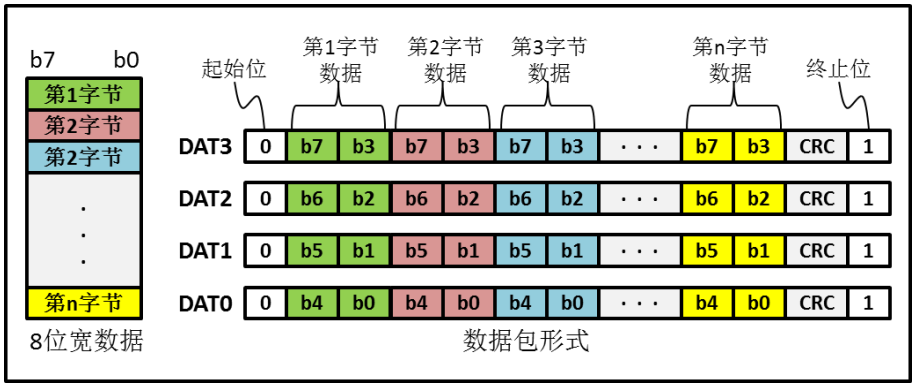 b7 b0
第1字节
第2字节
第2字节
.
.
.
第n字节
8位宽数据
起始位
第1字节
数据
第2字节
数据
第3字节
数据
第n字节
数据
终止位
DAT3 0 b7 b3 b7 b3 b7 b3 · · · b7 b3 CRC 1
DAT2 0 b6 b2 b6 b2 b6 b2 · · · b6 b2 CRC 1
DAT1 0 b5 b1 b5 b1 b5 b1 · · · b5 b1 CRC 1
DAT0 0 b4 b0 b4 b0 b4 b0 · · · b4 b0 CRC 1
数据包形式